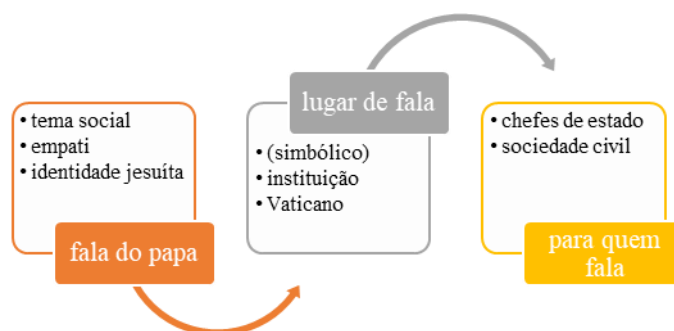 • tema social
• empati
• identidade jesuíta
fala do papa
lugar de fala
• (simbólico)
• instituição
• Vaticano
• chefes de estado
• sociedade civil
para quem
fala